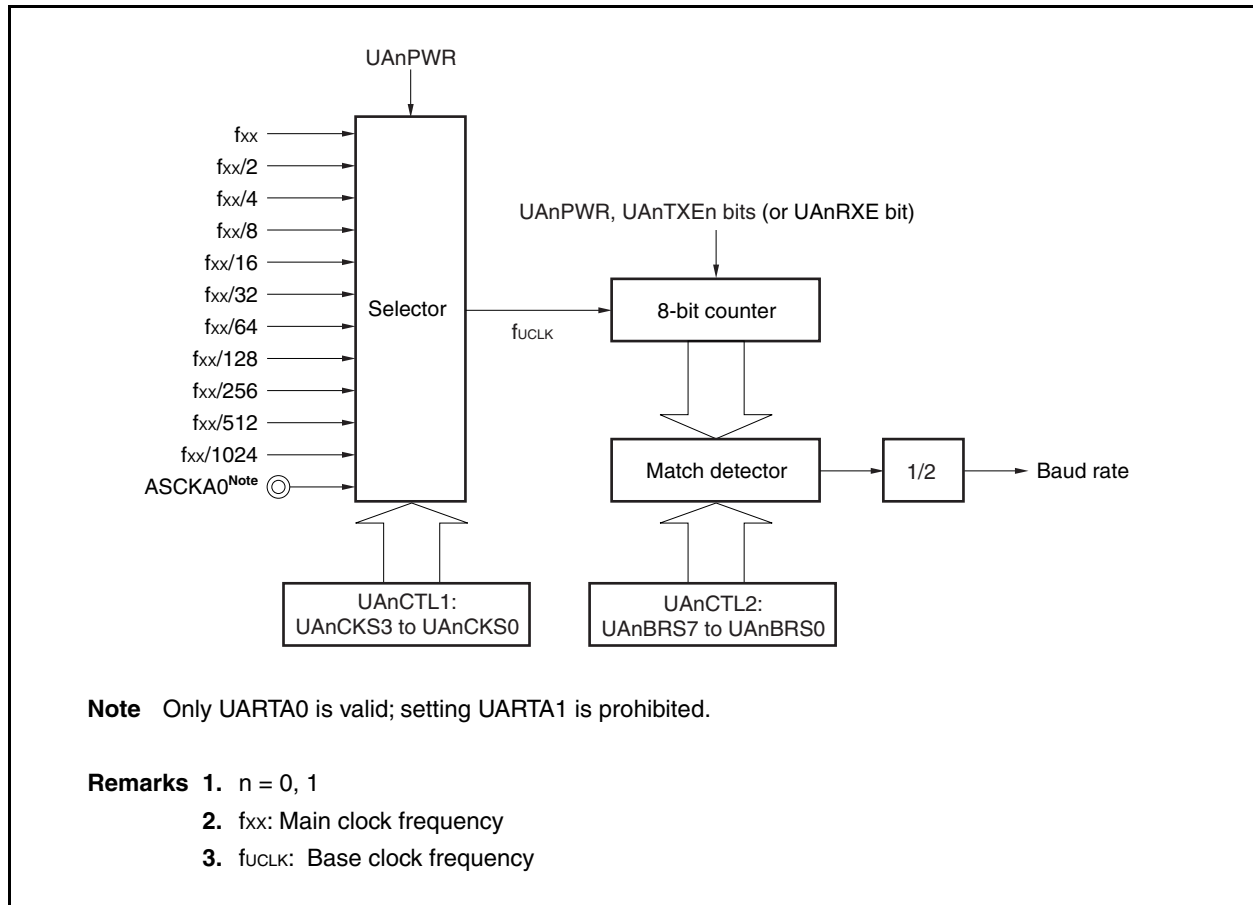 UAnPWR
fxx
fxx/2
fxx/4
fxx/8
fxx/16
fxx/32
fxx/64
fxx/128
fxx/256
fxx/512
fxx/1024
ASCKA0Note
Selector
fUCLK
UAnPWR, UAnTXEn bits (or UAnRXE bit)
8-bit counter
Match detector
1/2
Baud rate
UAnCTL1:
UAnCKS3 to UAnCKS0
UAnCTL2:
UAnBRS7 to UAnBRS0
Note Only UARTA0 is valid; setting UARTA1 is prohibited.
Remarks 1. n = 0, 1
2. fxx: Main clock frequency
3. fUCLK: Base clock frequency